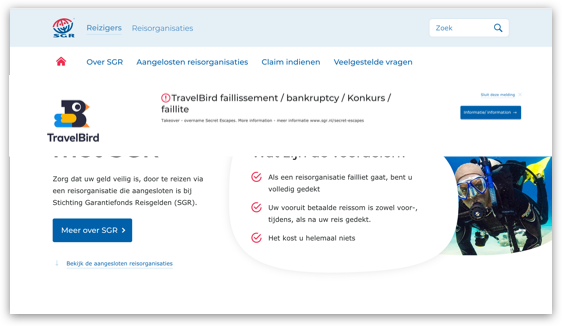 SGR
Reizigers Reisorganisaties
Zoek
Over SGR Aangelosten reisorganisaties Claim indienen Veelgestelde vragen
Sluit deze melding
TravelBird faillissement / bankruptcy / Konkurs /
faillite
Takeover - overname Secret Escapes. More information - meer informatie www.sgr.nl/secret-escapes
Informatie/ information →
TravelBird
Zorg dat uw geld veilig is, door te reizen via
een reisorganisatie die aangesloten is bij
Stichting Garantiefonds Reisgelden (SGR).
Meer over SGR
Bekijk de aangesloten reisorganisaties
Als een reisorganisatie failliet gaat, bent u
volledig gedekt
Uw vooruit betaalde reissom is zowel voor-,
tijdens, als na uw reis gedekt.
Het kost u helemaal niets